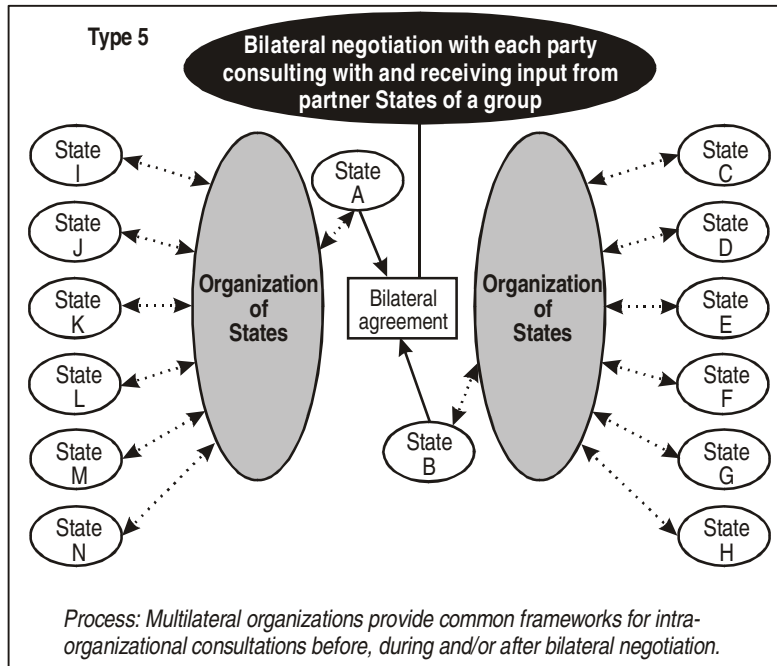 Type 5
Bilateral negotiation with each party
consulting with and receiving input from
partner States of a group
State
I
State
J
State
K
State
L
State
M
State
N
Organization
of
States
State
A
Bilateral
agreement
State
B
Organization
of
States
State
C
State
D
State
E
State
F
State
G
State
H
Process: Multilateral organizations provide common frameworks for intra-
organizational consultations before, during and/or after bilateral negotiation.